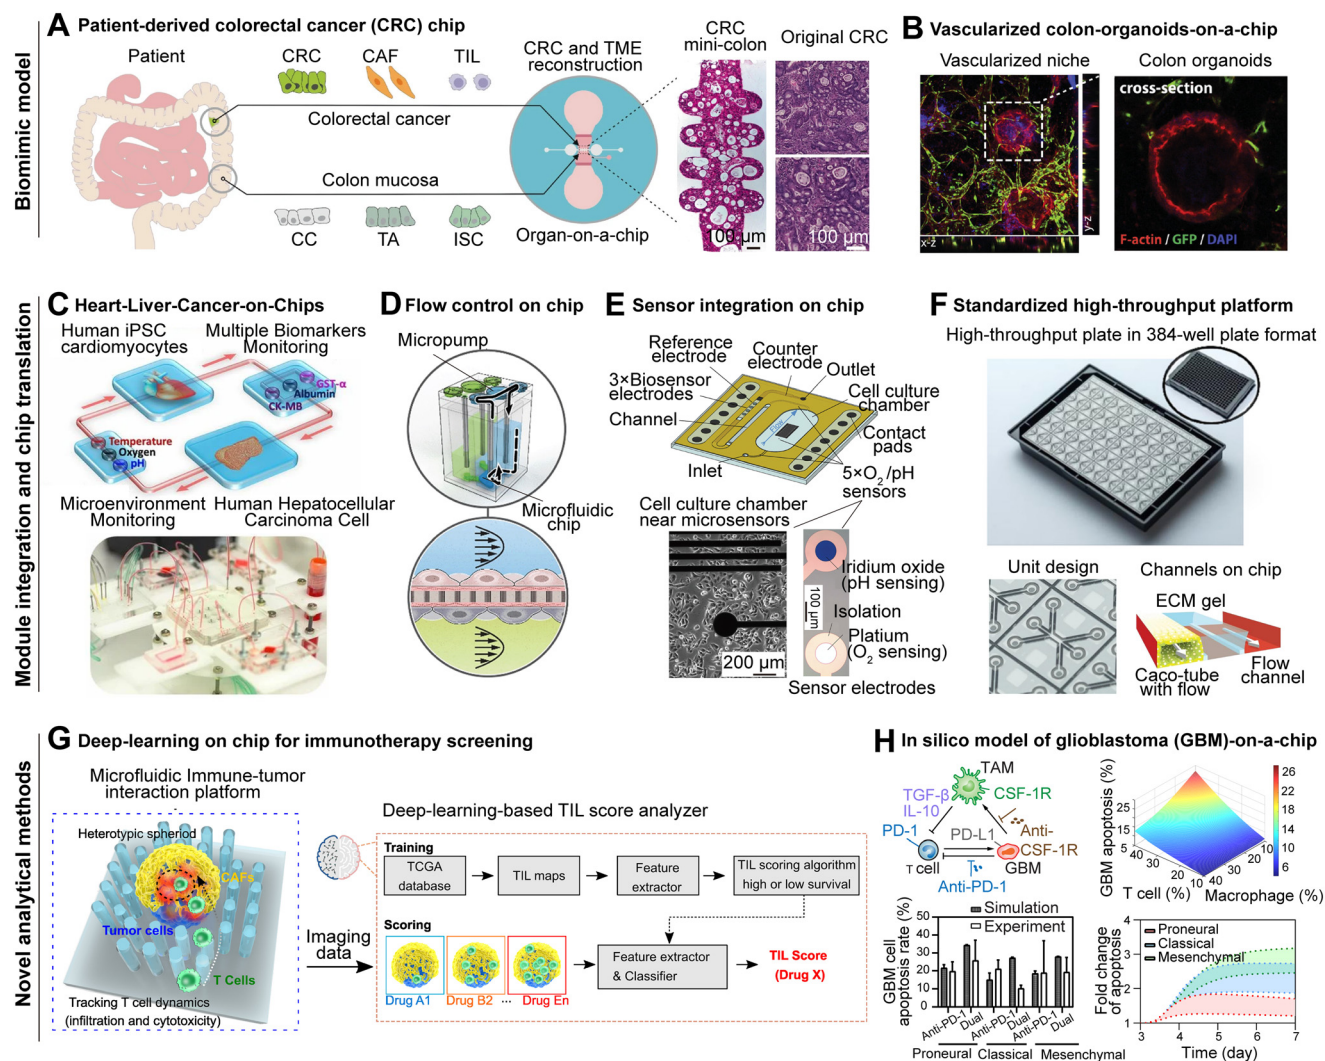 Biomimic model
A Patient-derived colorectal cancer (CRC) chip
Patient
CRC
CAF
TIL
Colorectal cancer
Colon mucosa
CC
TA
ISC
CRC and TME
reconstruction
Organ-on-a-chip
CRC
mini-colon
100 µm
Original CRC
100 µm
B Vascularized colon-organoids-on-a-chip
Vascularized niche
x-z
y-z
Colon organoids
cross-section
F-actin / GFP / DAPI
Module integration and chip translation
C Heart-Liver-Cancer-on-Chips
Human iPSC
cardiomyocytes
Multiple Biomarkers
Monitoring
GST-α
Albumin
CK-MB
Temperature
Oxygen
pH
Microenvironment
Monitoring
Human Hepatocellular
Carcinoma Cell
D Flow control on chip
Micropump
Microfluidic
chip
E Sensor integration on chip
Reference
electrode
Counter
electrode
Outlet
3×Biosensor
electrodes
Cell culture
chamber
Channel
Flow
Contact
pads
Inlet
5×O2/pH
sensors
Cell culture chamber
near microsensors
200 µm
Iridium oxide
(pH sensing)
100 µm
Isolation
Platium
(O2 sensing)
Sensor electrodes
F Standardized high-throughput platform
High-throughput plate in 384-well plate format
Unit design
Channels on chip
ECM gel
Caco-tube
with flow
Flow
channel
Novel analytical methods
G Deep-learning on chip for immunotherapy screening
Microfluidic Immune-tumor
interaction platform
Heterotypic spheriod
CAFs
Tumor cells
T Cells
Tracking T cell dynamics
(infiltration and cytotoxicity)
Imaging
data
Deep-learning-based TIL score analyzer
Training
TCGA
database
TIL maps
Feature
extractor
TIL scoring algorithm
high or low survival
Scoring
Drug A1
Drug B2
...
Drug En
Feature extractor
& Classifier
TIL Score
(Drug X)
H In silico model of glioblastoma (GBM)-on-a-chip
TAM
TGF-β
IL-10
CSF-1R
PD-1
PD-L1
Anti-
CSF-1R
T cell
GBM
Anti-PD-1
GBM apoptosis (%)
25
15
5
40
30
20
10
T cell (%)
40
30
20
10
Macrophage (%)
26
22
18
14
10
6
GBM cell
apoptosis rate (%)
50
40
30
20
10
0
Simulation
Experiment
Anti-PD-1
Dual
Anti-PD-1
Dual
Anti-PD-1
Dual
Proneural
Classical
Mesenchymal
Fold change
of apoptosis
4
3
2
1
Proneural
Classical
Mesenchymal
3
4
5
6
7
Time (day)